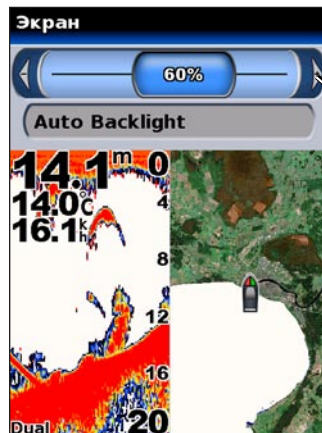 Экран
60%
Auto Backlight
14.1 m 0
14.0°C 4
16.1 k/h
8
12
16
Dual 20